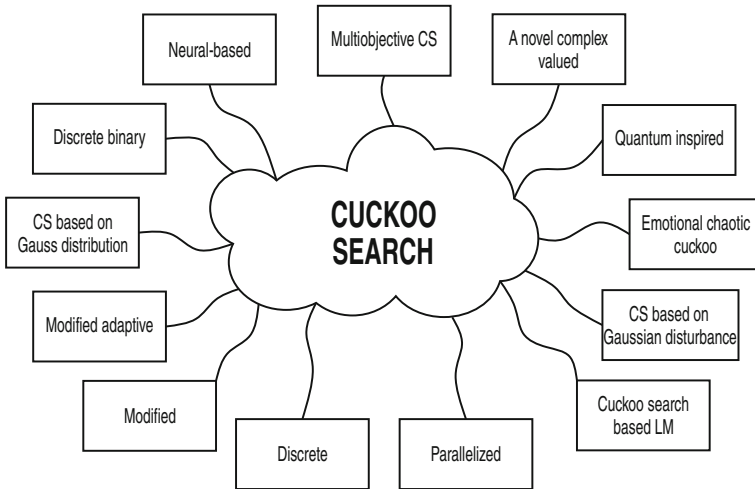 Neural-based
Multiobjective CS
A novel complex
valued
Discrete binary
Quantum inspired
CS based on
Gauss distribution
CUCKOO
SEARCH
Emotional chaotic
cuckoo
Modified adaptive
CS based on
Gaussian disturbance
Modified
Discrete
Parallelized
Cuckoo search
based LM